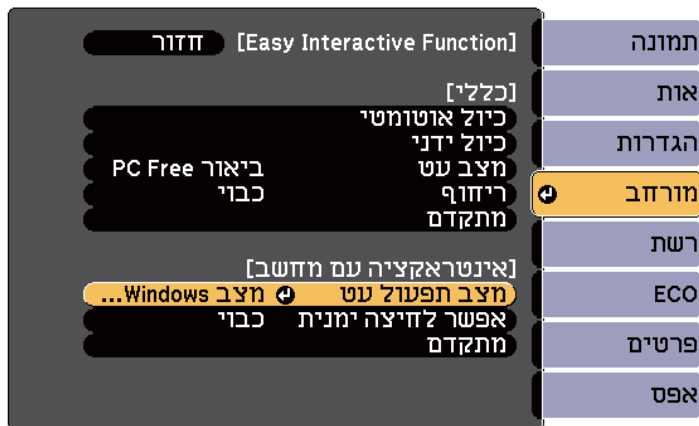 [Easy Interactive Function] חזור
[כללי]
כיול אוטומטי
כיול ידני
מצב עט ביאור PC Free
ריחוף כבוי
מתקדם
[אינטראקציה עם מחשב]
מצב תפעול עט מצב Windows...
אפשר לחיצה ימנית כבוי
מתקדם
תמונה
אות
הגדרות
מורחב
רשת
ECO
פרטים
אפס